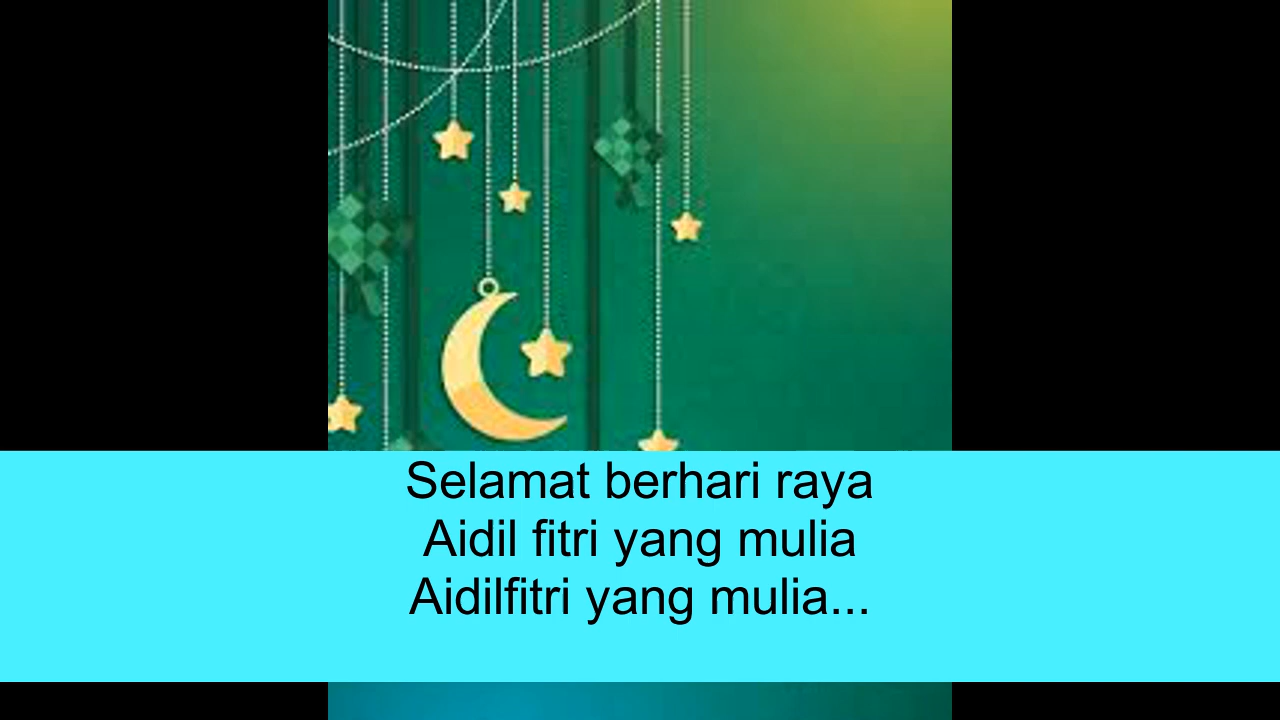 Selamat berhari raya
Aidil fitri yang mulia
Aidilfitri yang mulia...